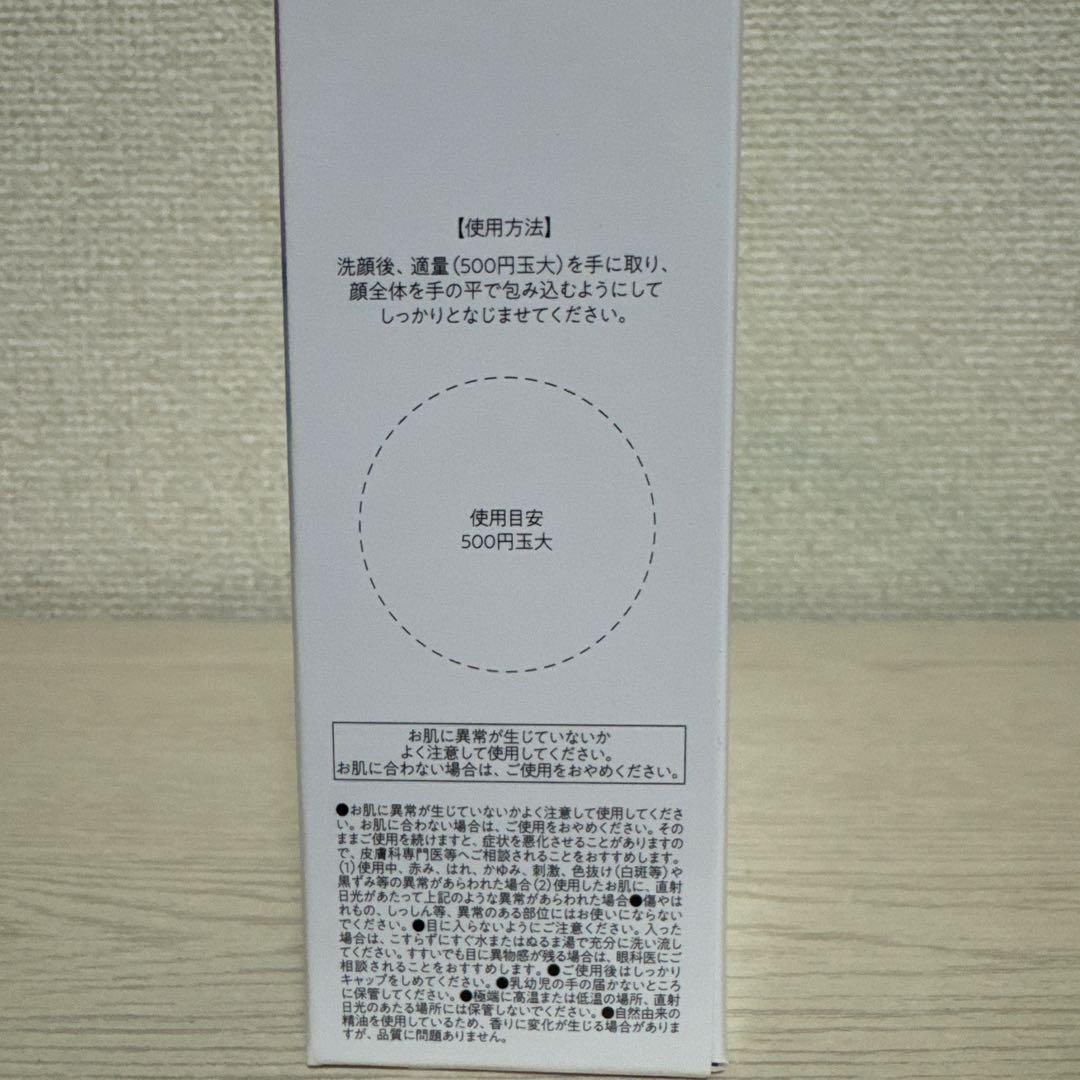 【使用方法】
洗顔後、適量(500円玉大)を手に取り、
顔全体を手の平で包み込むようにして
しっかりとなじませてください。
使用目安
500円玉大
お肌に異常が生じていないか
よく注意して使用してください。
お肌に合わない場合は、ご使用をおやめください。
●お肌に異常が生じていないかよく注意して使用してくださ
い。お肌に合わない場合は、ご使用をおやめください。その
ままご使用を続けますと、症状を悪化させることがありますの
で、皮膚科専門医等へご相談されることをおすすめします。
(1)使用中、赤み、はれ、かゆみ、刺激、色抜け(白斑等)や
黒ずみ等の異常があらわれた場合(2)使用したお肌に、直射
日光があたって上記のような異常があらわれた場合●傷やは
れもの、しっしん等、異常のある部位にはお使いにならない
でください。●目に入らないようにご注意ください。入った
場合は、こすらずにすぐ水またはぬるま湯で充分に洗い流し
てください。すすいでも目に異物感が残る場合は、眼科医にご
相談されることをおすすめします。●ご使用後はしっかり
キャップをしめてください。●乳幼児の手の届かないところ
に保管してください。●極端に高温または低温の場所、直射
日光のあたる場所には保管しないでください。●自然由来の
精油を使用しているため、香りに変化が生じる場合がありま
すが、品質に問題ありません。